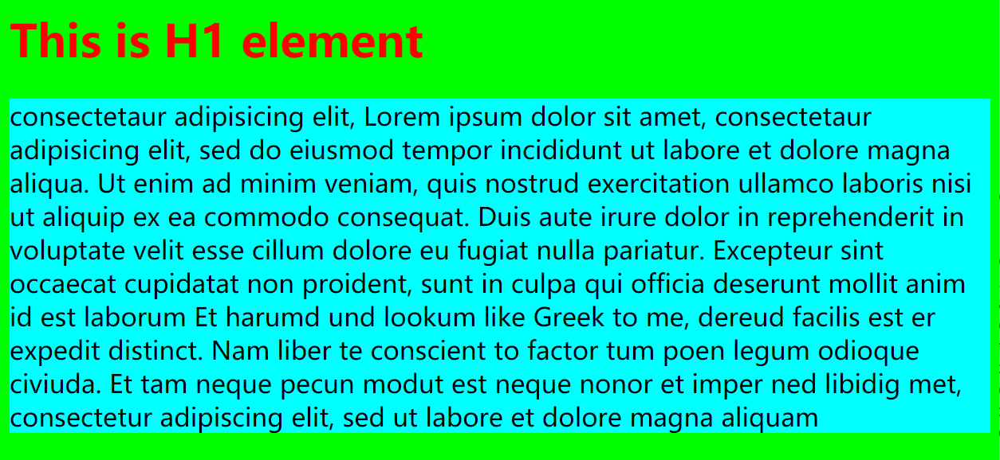 This is H1 element
consectetaur adipisicing elit, Lorem ipsum dolor sit amet, consectetaur
adipisicing elit, sed do eiusmod tempor incididunt ut labore et dolore magna
aliqua. Ut enim ad minim veniam, quis nostrud exercitation ullamco laboris nisi
ut aliquip ex ea commodo consequat. Duis aute irure dolor in reprehenderit in
voluptate velit esse cillum dolore eu fugiat nulla pariatur. Excepteur sint
occaecat cupidatat non proident, sunt in culpa qui officia deserunt mollit anim
id est laborum Et harumd und lookum like Greek to me, dereud facilis est er
expedit distinct. Nam liber te conscient to factor tum poen legum odioque
civiuda. Et tam neque pecun modut est neque nonor et imper ned libidig met,
consectetur adipiscing elit, sed ut labore et dolore magna aliquam